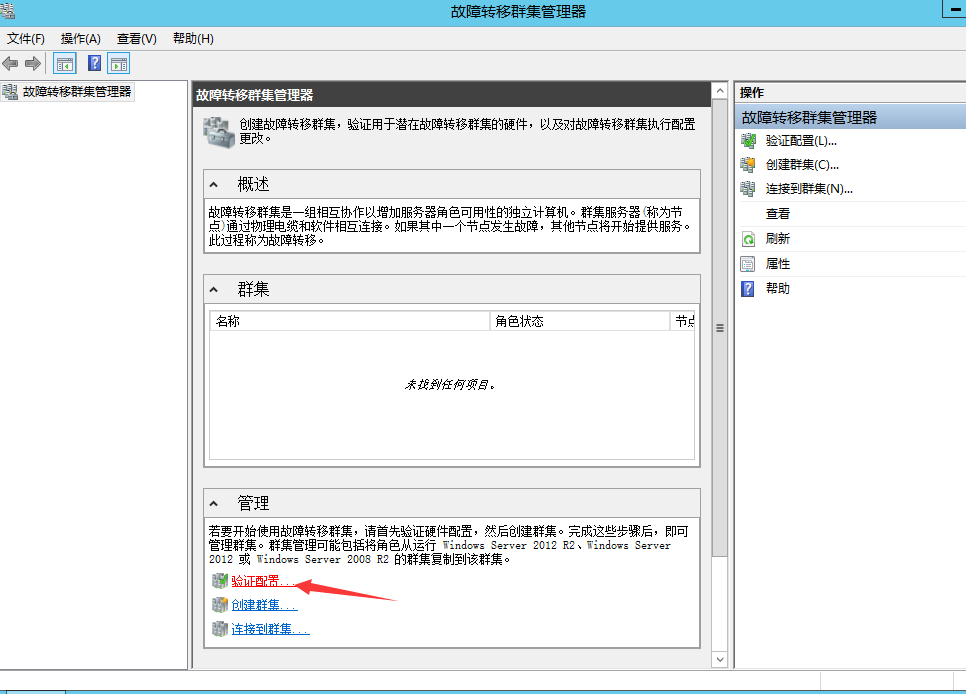 故障转移群集管理器
文件(F) 操作(A) 查看(V) 帮助(H)
故障转移群集管理器
故障转移群集管理器
创建故障转移群集，验证用于潜在故障转移群集的硬件，以及对故障转移群集执行配置
更改。
概述
故障转移群集是一组相互协作以增加服务器角色可用性的独立计算机。群集服务器(称为节
点)通过物理电缆和软件相互连接。如果其中一个节点发生故障，其他节点将开始提供服务。
此过程称为故障转移。
群集
名称 角色状态 节点
未找到任何项目。
管理
若要开始使用故障转移群集，请首先验证硬件配置，然后创建群集。完成这些步骤后，即可
管理群集。群集管理可能包括将角色从运行 Windows Server 2012 R2、Windows Server
2012 或 Windows Server 2008 R2 的群集复制到该群集。
验证配置...
创建群集...
连接到群集...
操作
故障转移群集管理器
验证配置(L)...
创建群集(C)...
连接到群集(N)...
查看
刷新
属性
帮助